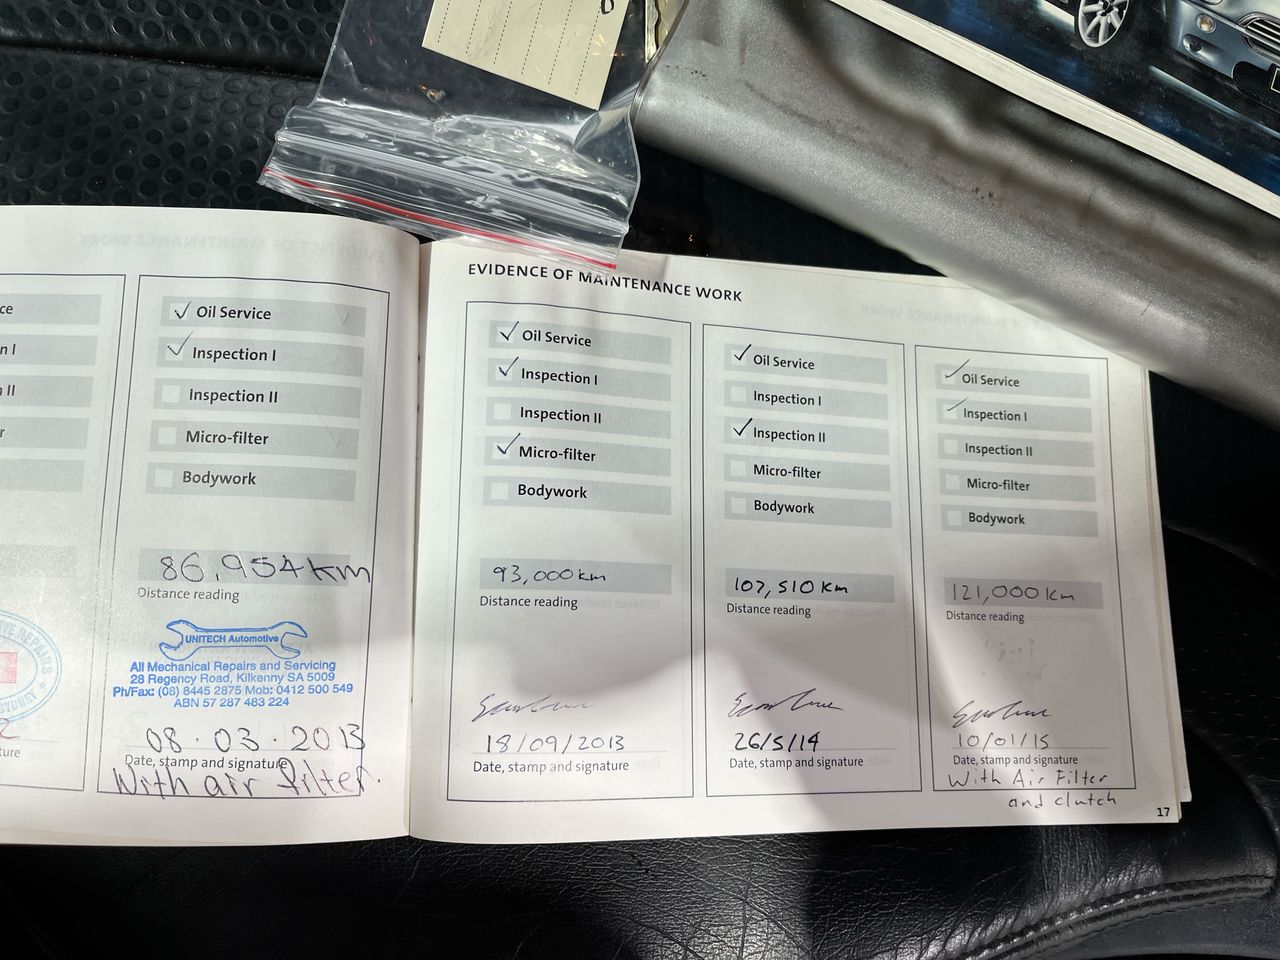 ce
n I
II
r
VE REPAIRS
ture
✓ Oil Service
✓ Inspection I
Inspection II
Micro-filter
Bodywork
86,954km
Distance reading
UNITECH Automotive
All Mechanical Repairs and Servicing
28 Regency Road, Kilkenny SA 5009
Ph/Fax: (08) 8445 2875 Mob: 0412 500 549
ABN 57 287 483 224
08.03.2013
Date, stamp and signature
With air filter.
EVIDENCE OF MAINTENANCE WORK
✓ Oil Service
✓ Inspection I
Inspection II
✓ Micro-filter
Bodywork
93,000km
Distance reading
18/09/2013
Date, stamp and signature
✓ Oil Service
Inspection I
✓ Inspection II
Micro-filter
Bodywork
107,510km
Distance reading
26/5/14
Date, stamp and signature
✓ Oil Service
✓ Inspection I
Inspection II
Micro-filter
Bodywork
121,000km
Distance reading
10/01/15
Date, stamp and signature
With Air Filter
and clutch
17